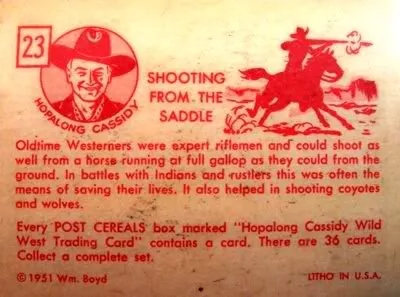 23
HOPALONG CASSIDY
SHOOTING
FROM THE
SADDLE
Oldtime Westerners were expert riflemen and could shoot as
well from a horse running at full gallop as they could from the
ground. In battles with Indians and rustlers this was often the
means of saving their lives. It also helped in shooting coyotes
and wolves.
Every POST CEREALS box marked "Hopalong Cassidy Wild
West Trading Card" contains a card. There are 36 cards.
Collect a complete set.
© 1951 Wm. Boyd
LITHO IN U.S.A.